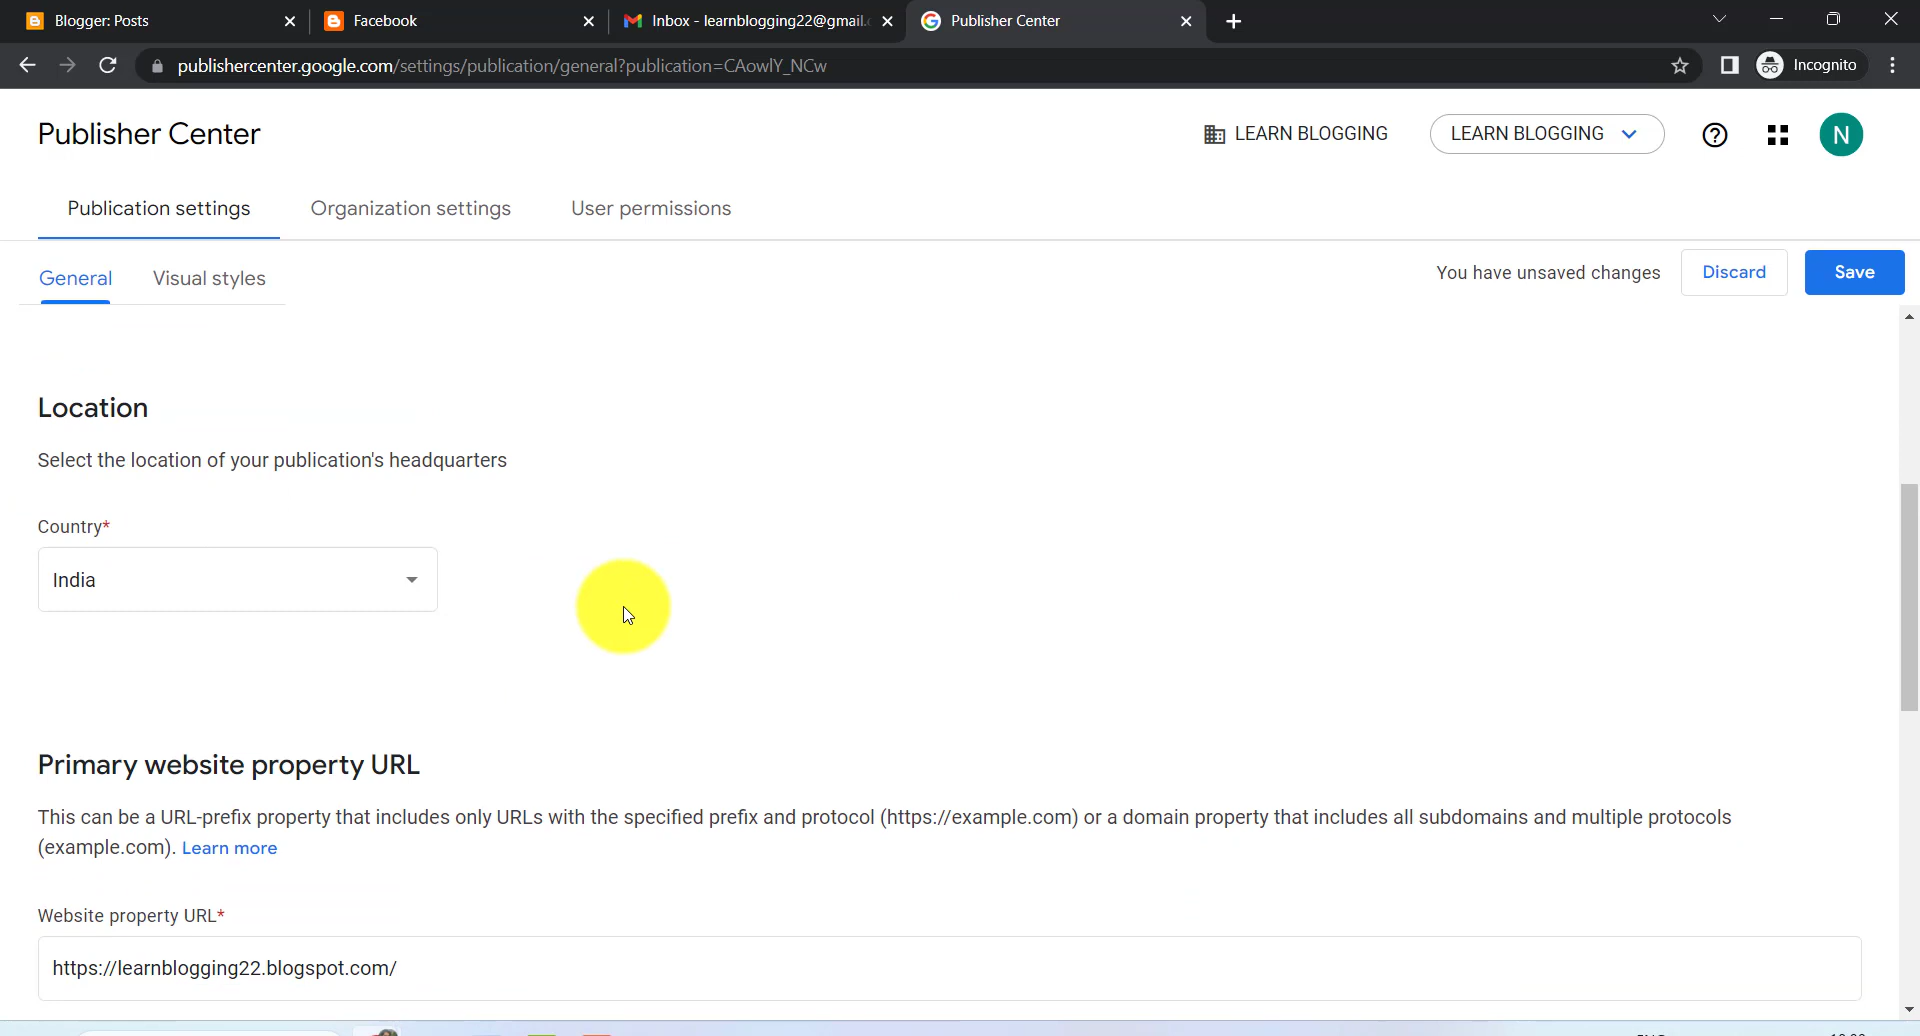 Blogger: Posts
Facebook
Inbox - learnblogging22@gmail.c
Publisher Center
publishercenter.google.com/settings/publication/general?publication=CAowlY_NCw
Incognito
Publisher Center
LEARN BLOGGING
LEARN BLOGGING
N
Publication settings
Organization settings
User permissions
General
Visual styles
You have unsaved changes
Discard
Save
Location
Select the location of your publication's headquarters
Country*
India
Primary website property URL
This can be a URL-prefix property that includes only URLs with the specified prefix and protocol (https://example.com) or a domain property that includes all subdomains and multiple protocols
(example.com). Learn more
Website property URL*
https://learnblogging22.blogspot.com/